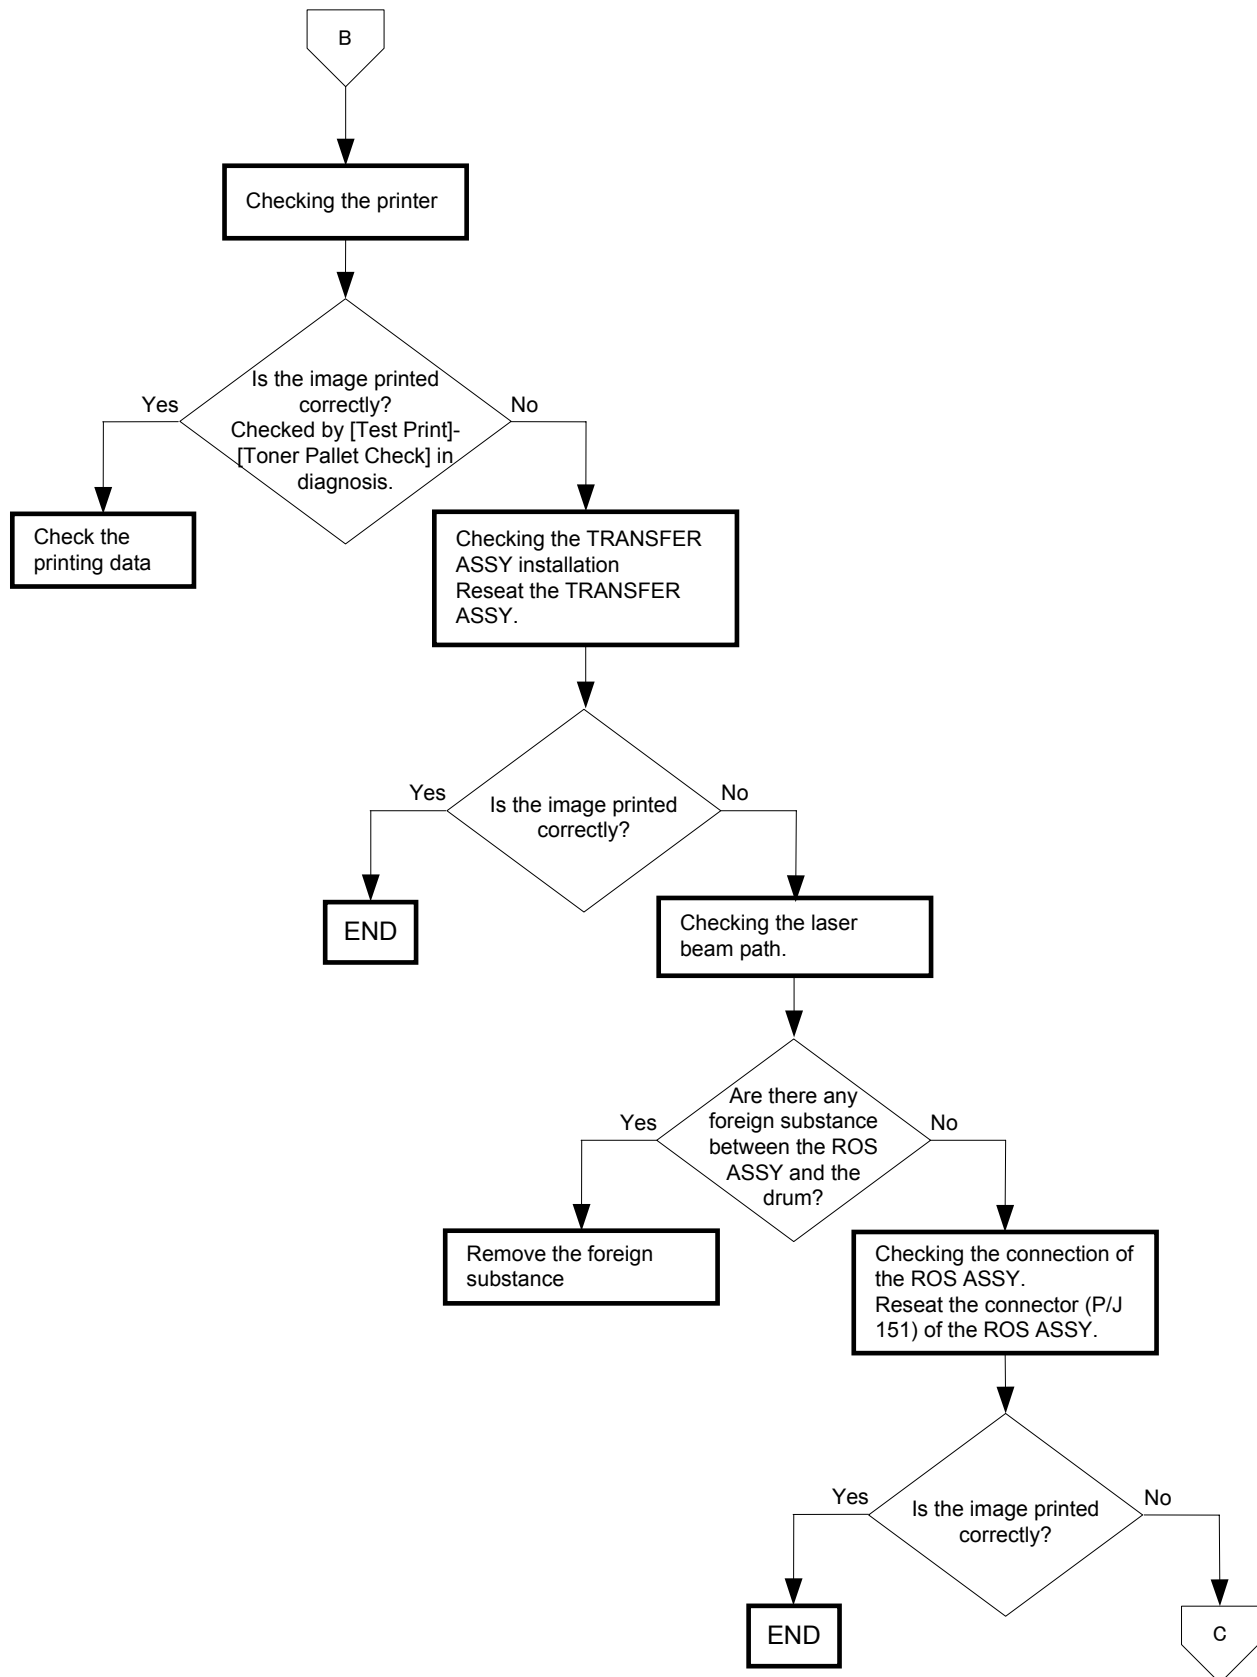 B
Checking the printer
Is the image printed
correctly?
Checked by [Test Print]-
[Toner Pallet Check] in
diagnosis.
Yes
No
Check the
printing data
Checking the TRANSFER
ASSY installation
Reseat the TRANSFER
ASSY.
Yes
No
Is the image printed
correctly?
END
Checking the laser
beam path.
Are there any
foreign substance
between the ROS
ASSY and the
drum?
Yes
No
Remove the foreign
substance
Checking the connection of
the ROS ASSY.
Reseat the connector (P/J
151) of the ROS ASSY.
Yes
No
Is the image printed
correctly?
END
C